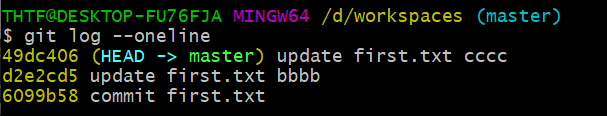 THTF@DESKTOP-FU76FJA MINGW64 /d/workspaces (master)
$ git log --oneline
49dc406 (HEAD -> master) update first.txt cccc
d2e2cd5 update first.txt bbbb
6099b58 commit first.txt